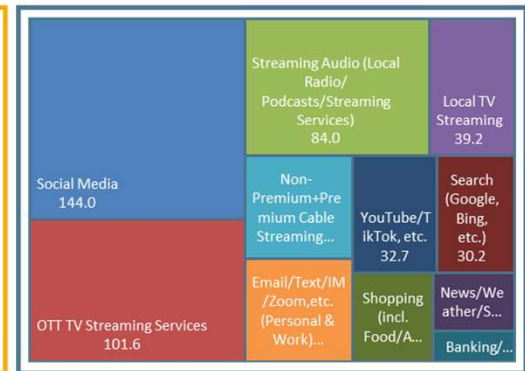 Social Media
144.0
OTT TV Streaming Services
101.6
Streaming Audio (Local
Radio/
Podcasts/Streaming
Services)
84.0
Local TV
Streaming
39.2
Non-
Premium+Pre
mium Cable
Streaming...
YouTube/T
ikTok, etc.
32.7
Search
(Google,
Bing,
etc.)
30.2
Email/Text/IM
/Zoom,etc.
(Personal &
Work)...
Shopping
(incl.
Food/A...
News/We
ather/S...
Banking/...